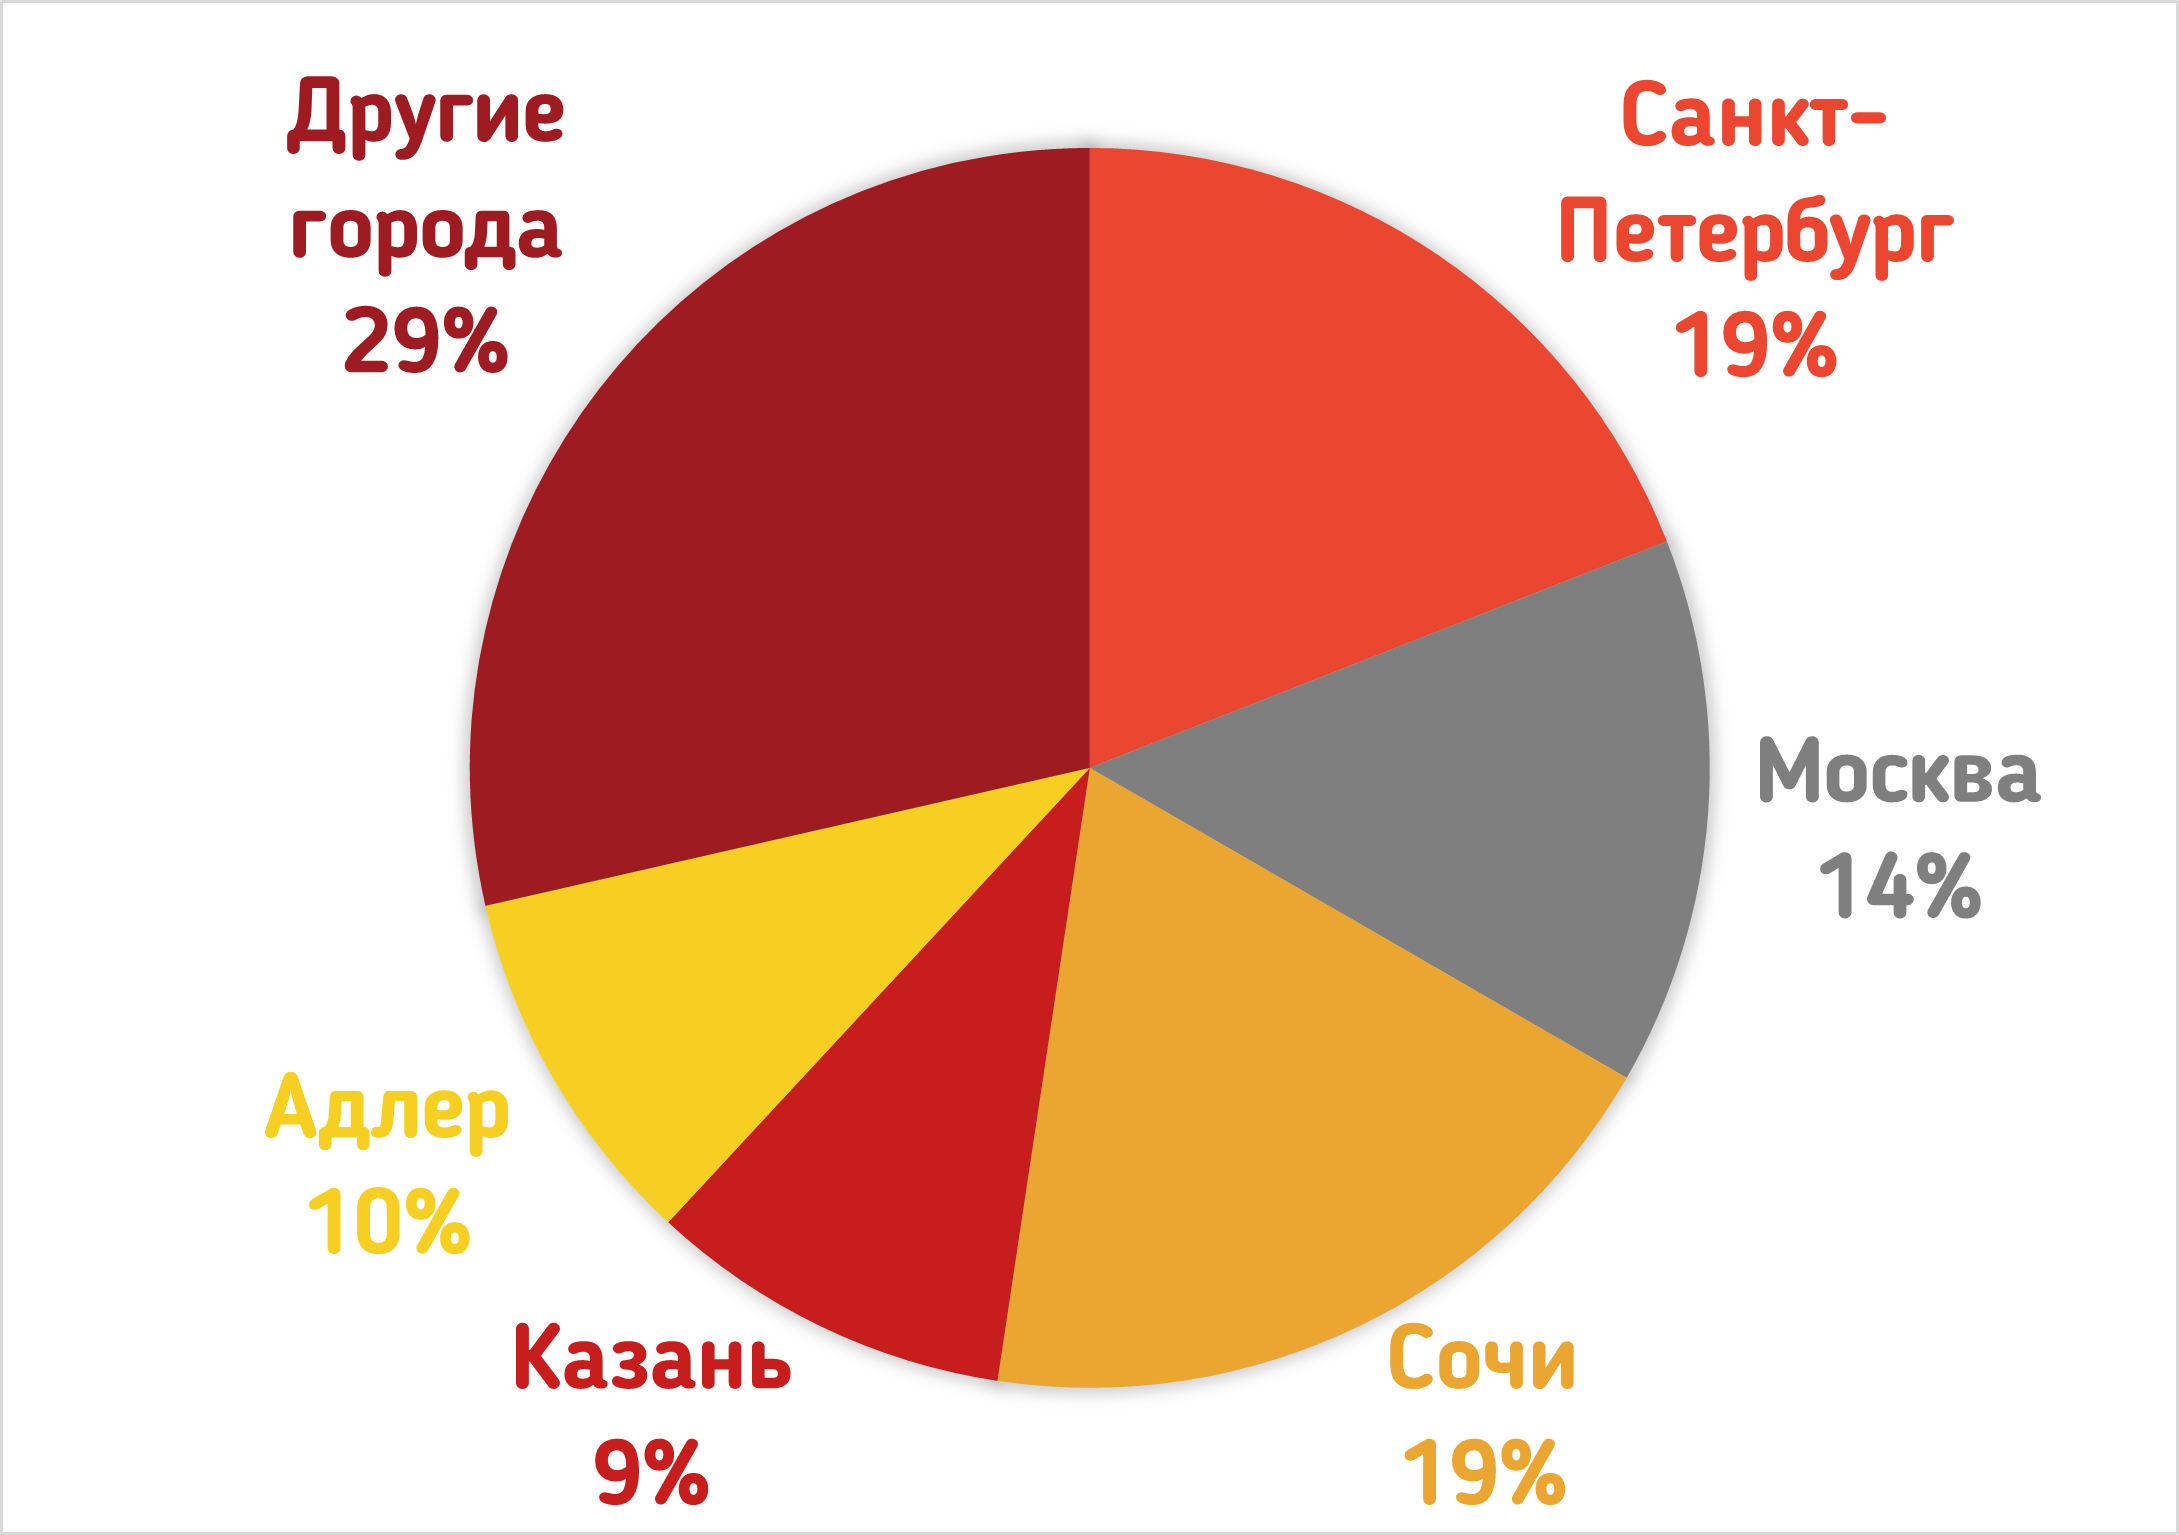 Другие
города
29%
Санкт-
Петербург
19%
Москва
14%
Адлер
10%
Казань
9%
Сочи
19%